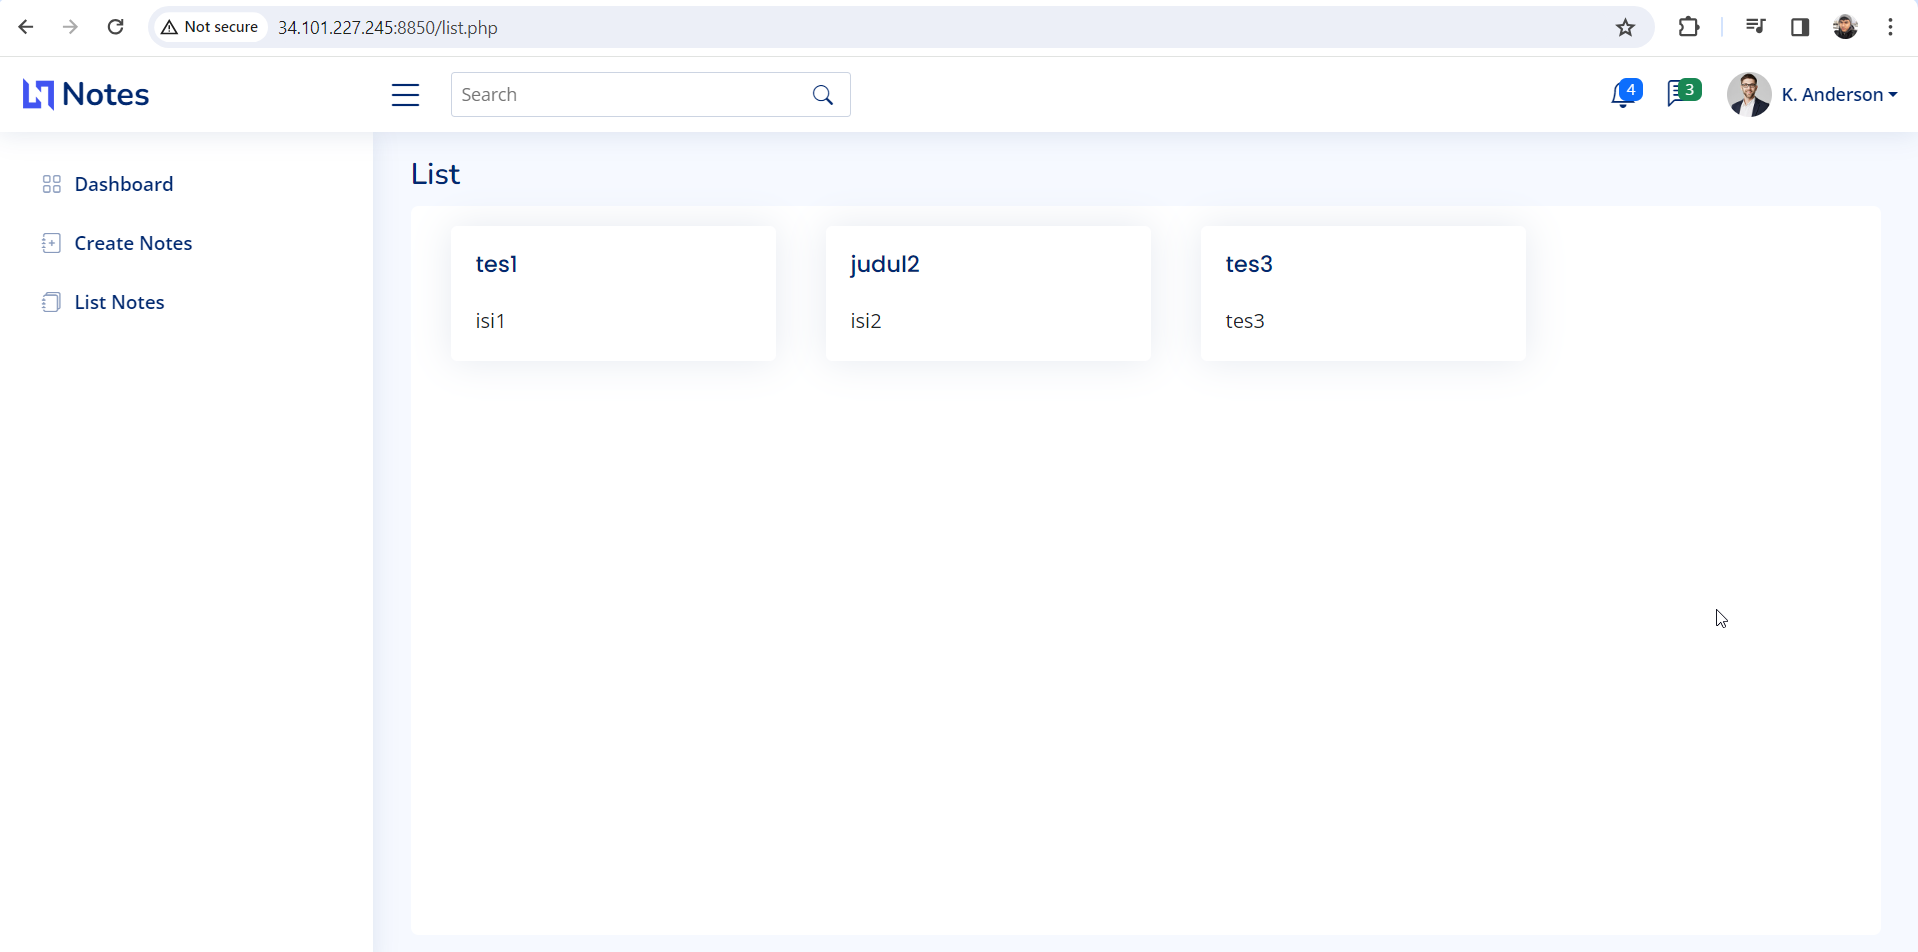 Not secure 34.101.227.245:8850/list.php
Notes Search 4 3 K. Anderson
Dashboard
Create Notes
List Notes
List
tes1
isi1
judul2
isi2
tes3
tes3